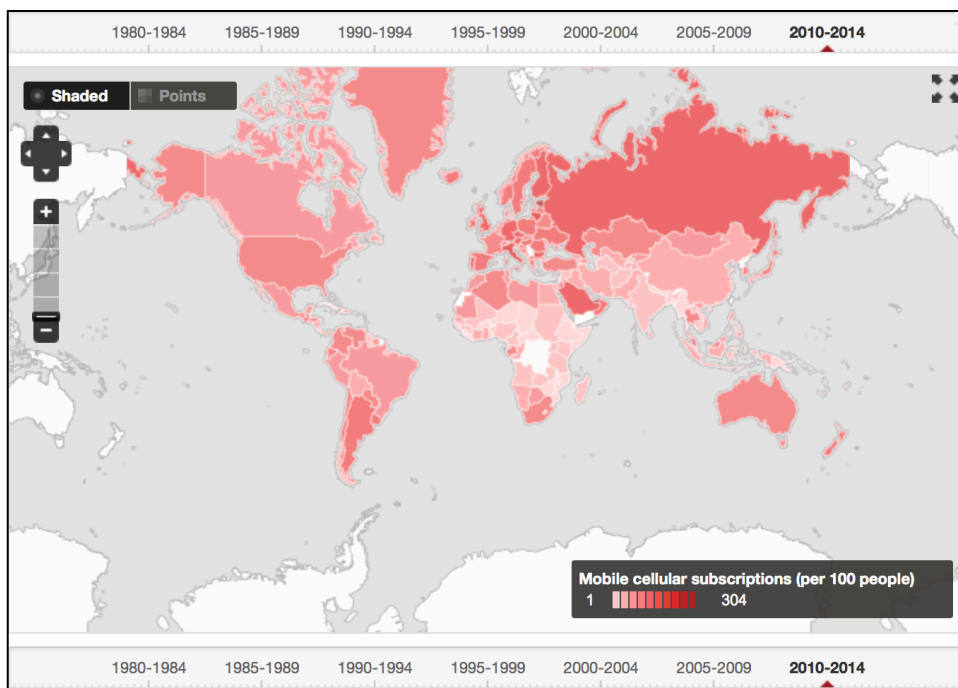 1980-1984 1985-1989 1990-1994 1995-1999 2000-2004 2005-2009 2010-2014
Shaded Points
+
−
Mobile cellular subscriptions (per 100 people)
1 304
1980-1984 1985-1989 1990-1994 1995-1999 2000-2004 2005-2009 2010-2014